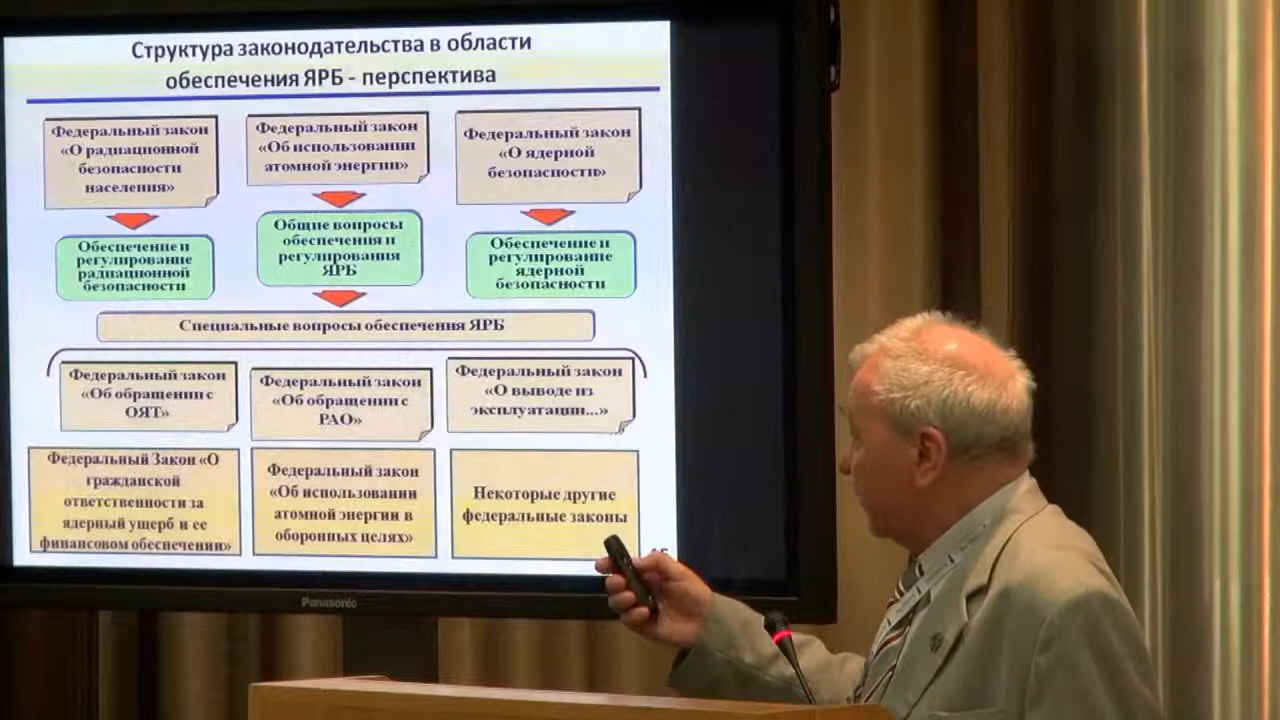 Структура законодательства в области
обеспечения ЯРБ - перспектива
Федеральный закон
«О радиационной
безопасности
населения»
Федеральный закон
«Об использовании
атомной энергии»
Федеральный закон
«О ядерной
безопасности»
Обеспечение и
регулирование
радиационной
безопасности
Общие вопросы
обеспечения и
регулирования
ЯРБ
Обеспечение и
регулирование
ядерной
безопасности
Специальные вопросы обеспечения ЯРБ
Федеральный закон
«Об обращении с
ОЯТ»
Федеральный закон
«Об обращении с
РАО»
Федеральный закон
«О выводе из
эксплуатации...»
Федеральный Закон «О
гражданской
ответственности за
ядерный ущерб и ее
финансовом обеспечении»
Федеральный закон
«Об использовании
атомной энергии в
оборонных целях»
Некоторые другие
федеральные законы
Panasonic